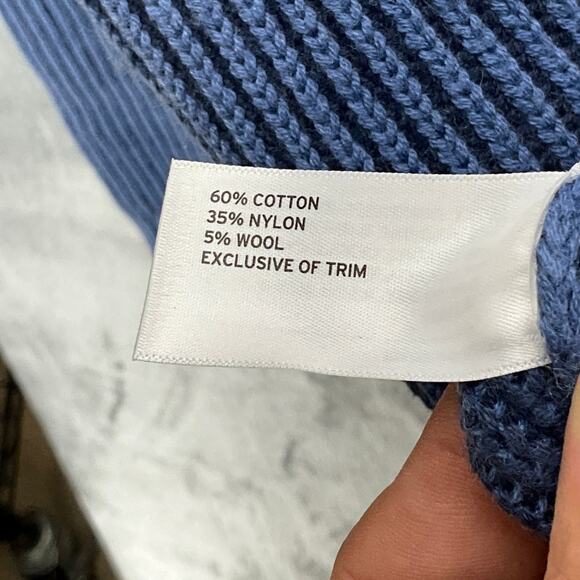 60% COTTON
35% NYLON
5% WOOL
EXCLUSIVE OF TRIM